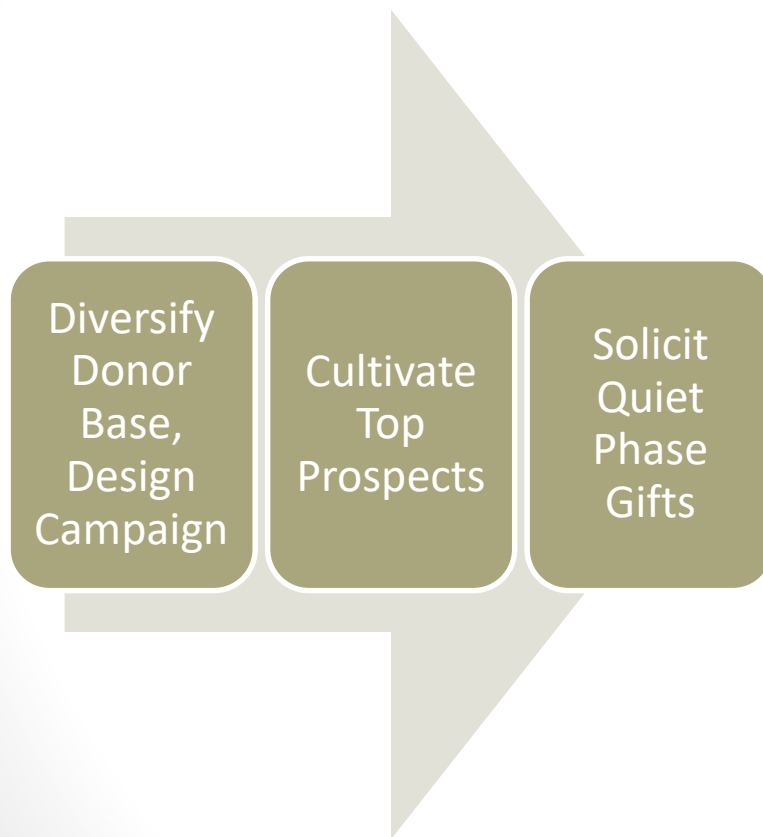 Diversify
Donor
Base,
Design
Campaign
Cultivate
Top
Prospects
Solicit
Quiet
Phase
Gifts